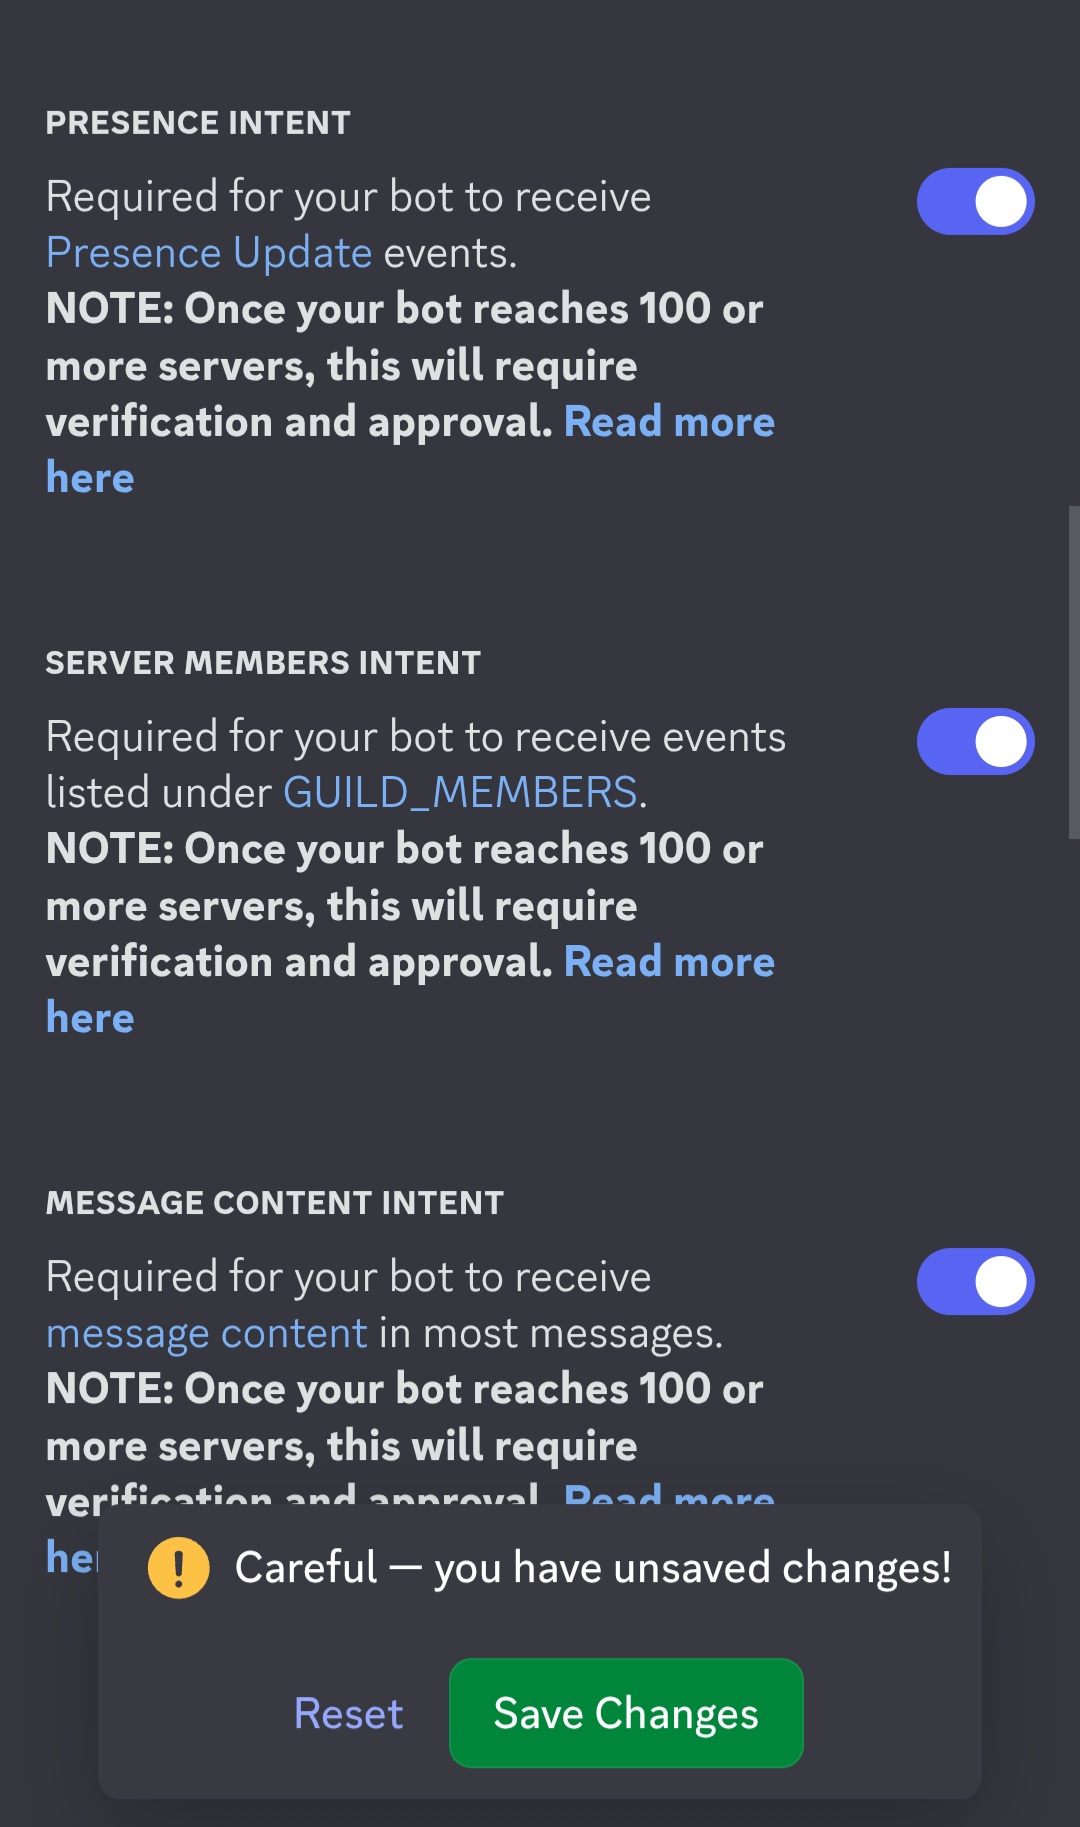 PRESENCE INTENT
Required for your bot to receive
Presence Update events.
NOTE: Once your bot reaches 100 or
more servers, this will require
verification and approval. Read more
here
SERVER MEMBERS INTENT
Required for your bot to receive events
listed under GUILD_MEMBERS.
NOTE: Once your bot reaches 100 or
more servers, this will require
verification and approval. Read more
here
MESSAGE CONTENT INTENT
Required for your bot to receive
message content in most messages.
NOTE: Once your bot reaches 100 or
more servers, this will require
verification and approval. Read more
Careful — you have unsaved changes!
Reset
Save Changes